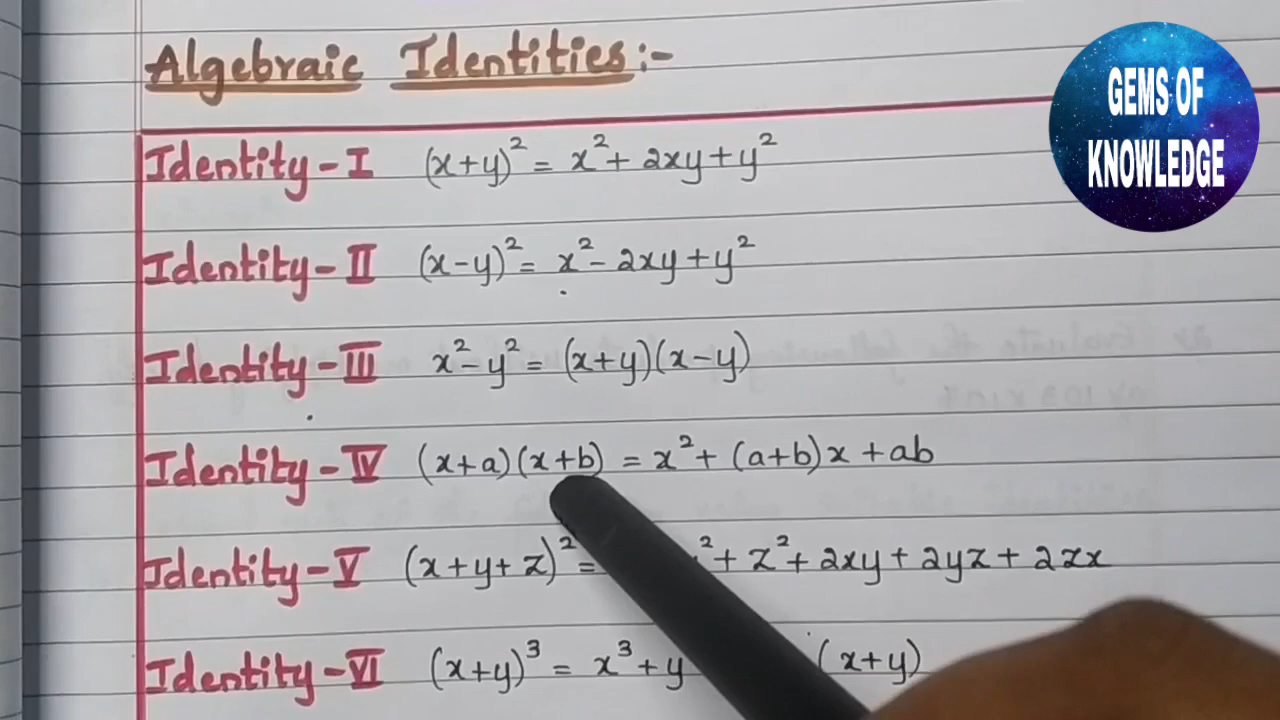 Algebraic Identities:-
GEMS OF
KNOWLEDGE
Identity-I (x+y)² = x²+ 2xy+y²
Identity-II (x-y)² = x²- 2xy+y²
Identity-III x²- y² = (x+y)(x-y)
Identity-IV (x+a)(x+b) = x²+ (a+b)x +ab
Identity-V (x+y+z)² = ²+ z²+ 2xy+ 2yz+ 2zx
Identity-VI (x+y)³ = x³+y (x+y)